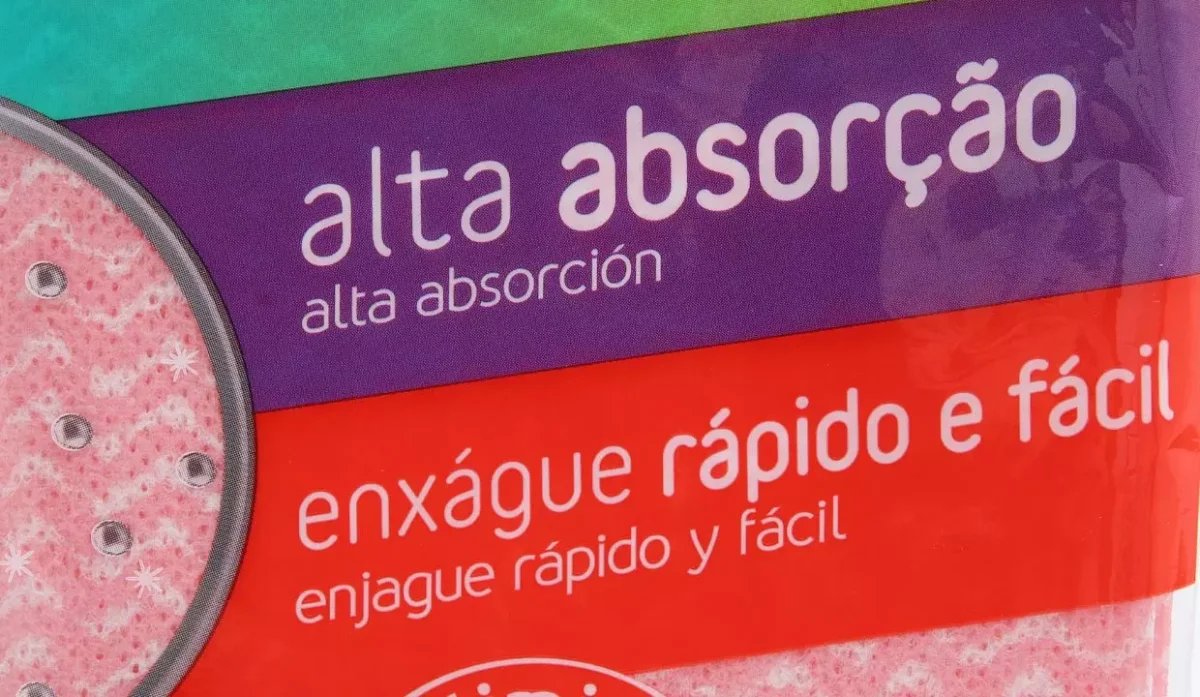 alta absorção
alta absorción
enxágue rápido e fácil
enjague rápido y fácil